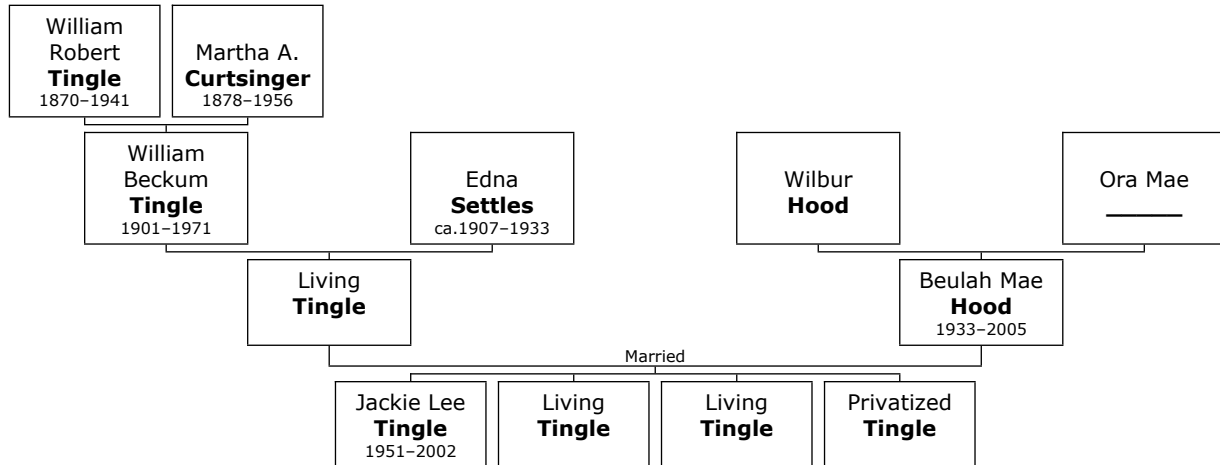 William
Robert
Tingle
1870–1941
Martha A.
Curtsinger
1878–1956
William
Beckum
Tingle
1901–1971
Edna
Settles
ca.1907–1933
Wilbur
Hood
Ora Mae
______
Living
Tingle
Beulah Mae
Hood
1933–2005
Married
Jackie Lee
Tingle
1951–2002
Living
Tingle
Living
Tingle
Privatized
Tingle